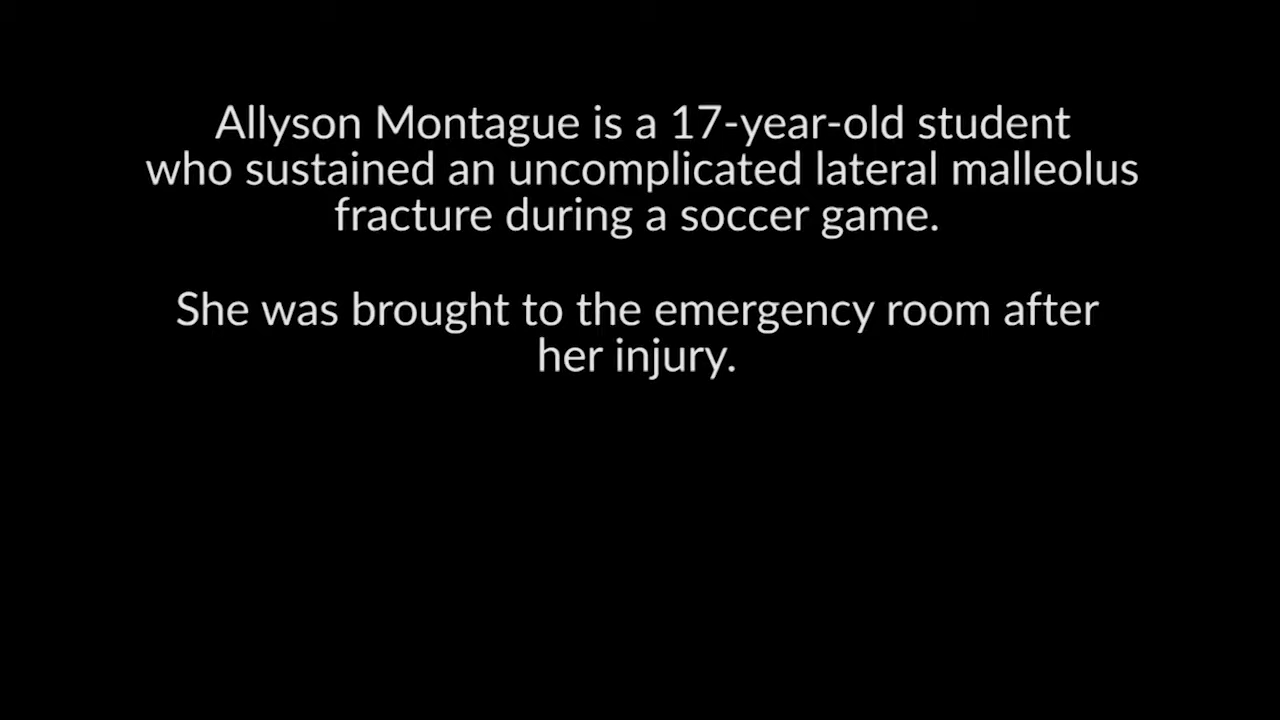 Allyson Montague is a 17-year-old student
who sustained an uncomplicated lateral malleolus
fracture during a soccer game.
She was brought to the emergency room after
her injury.